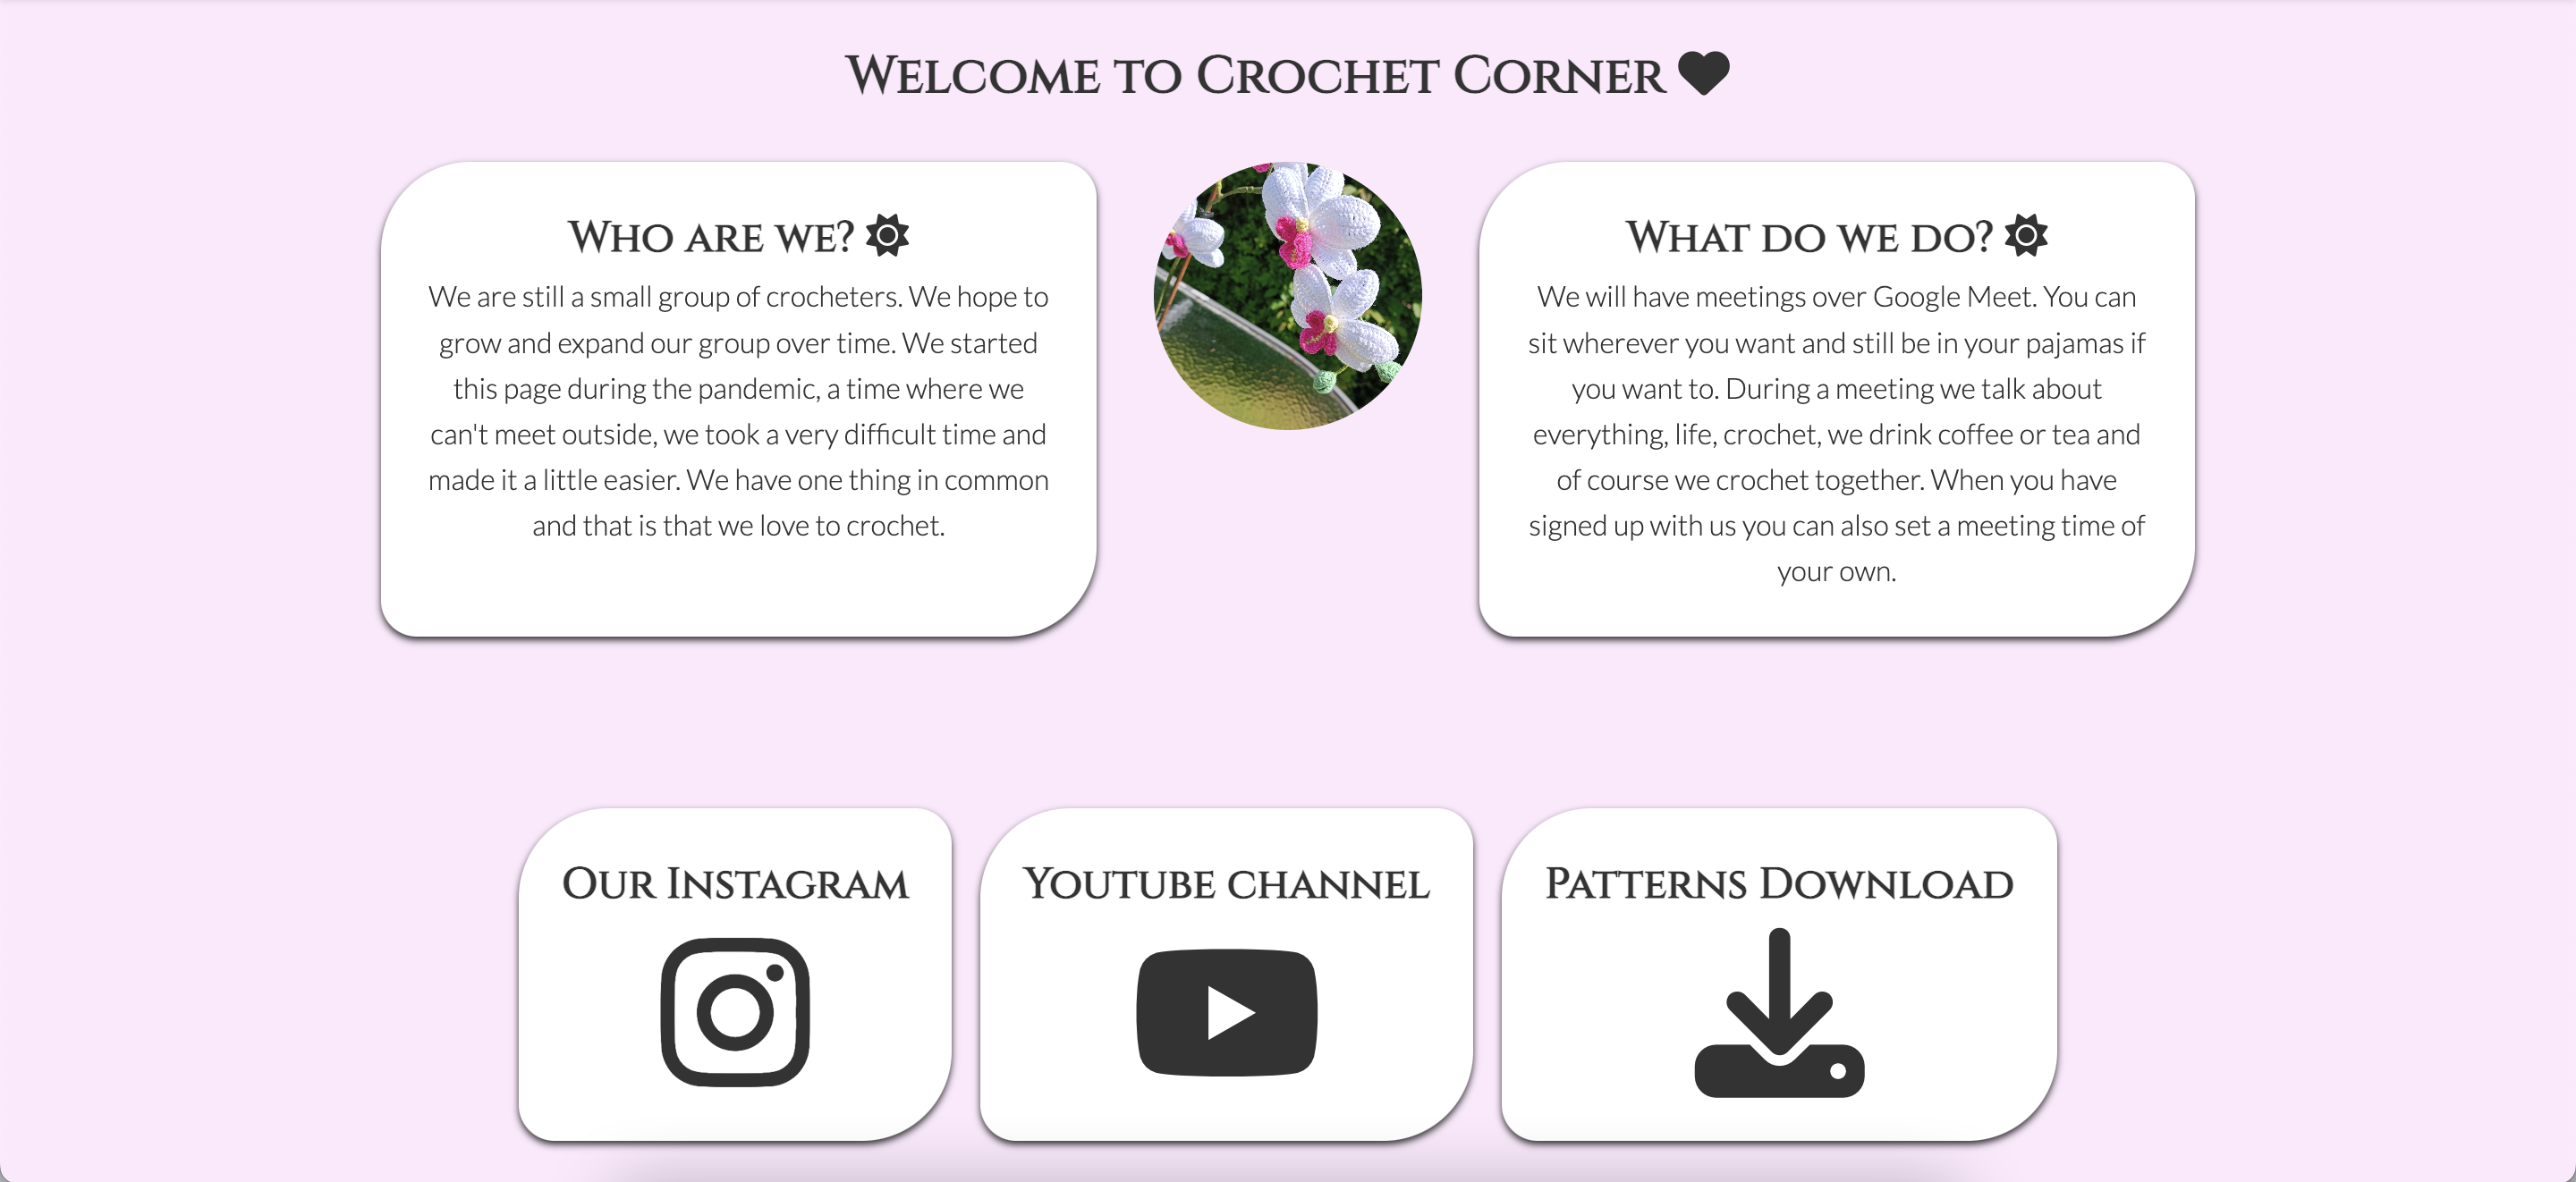 Welcome to Crochet Corner
Who are we?
We are still a small group of crocheters. We hope to
grow and expand our group over time. We started
this page during the pandemic, a time where we
can't meet outside, we took a very difficult time and
made it a little easier. We have one thing in common
and that is that we love to crochet.
What do we do?
We will have meetings over Google Meet. You can
sit wherever you want and still be in your pajamas if
you want to. During a meeting we talk about
everything, life, crochet, we drink coffee or tea and
of course we crochet together. When you have
signed up with us you can also set a meeting time of
your own.
Our Instagram
Youtube channel
Patterns Download